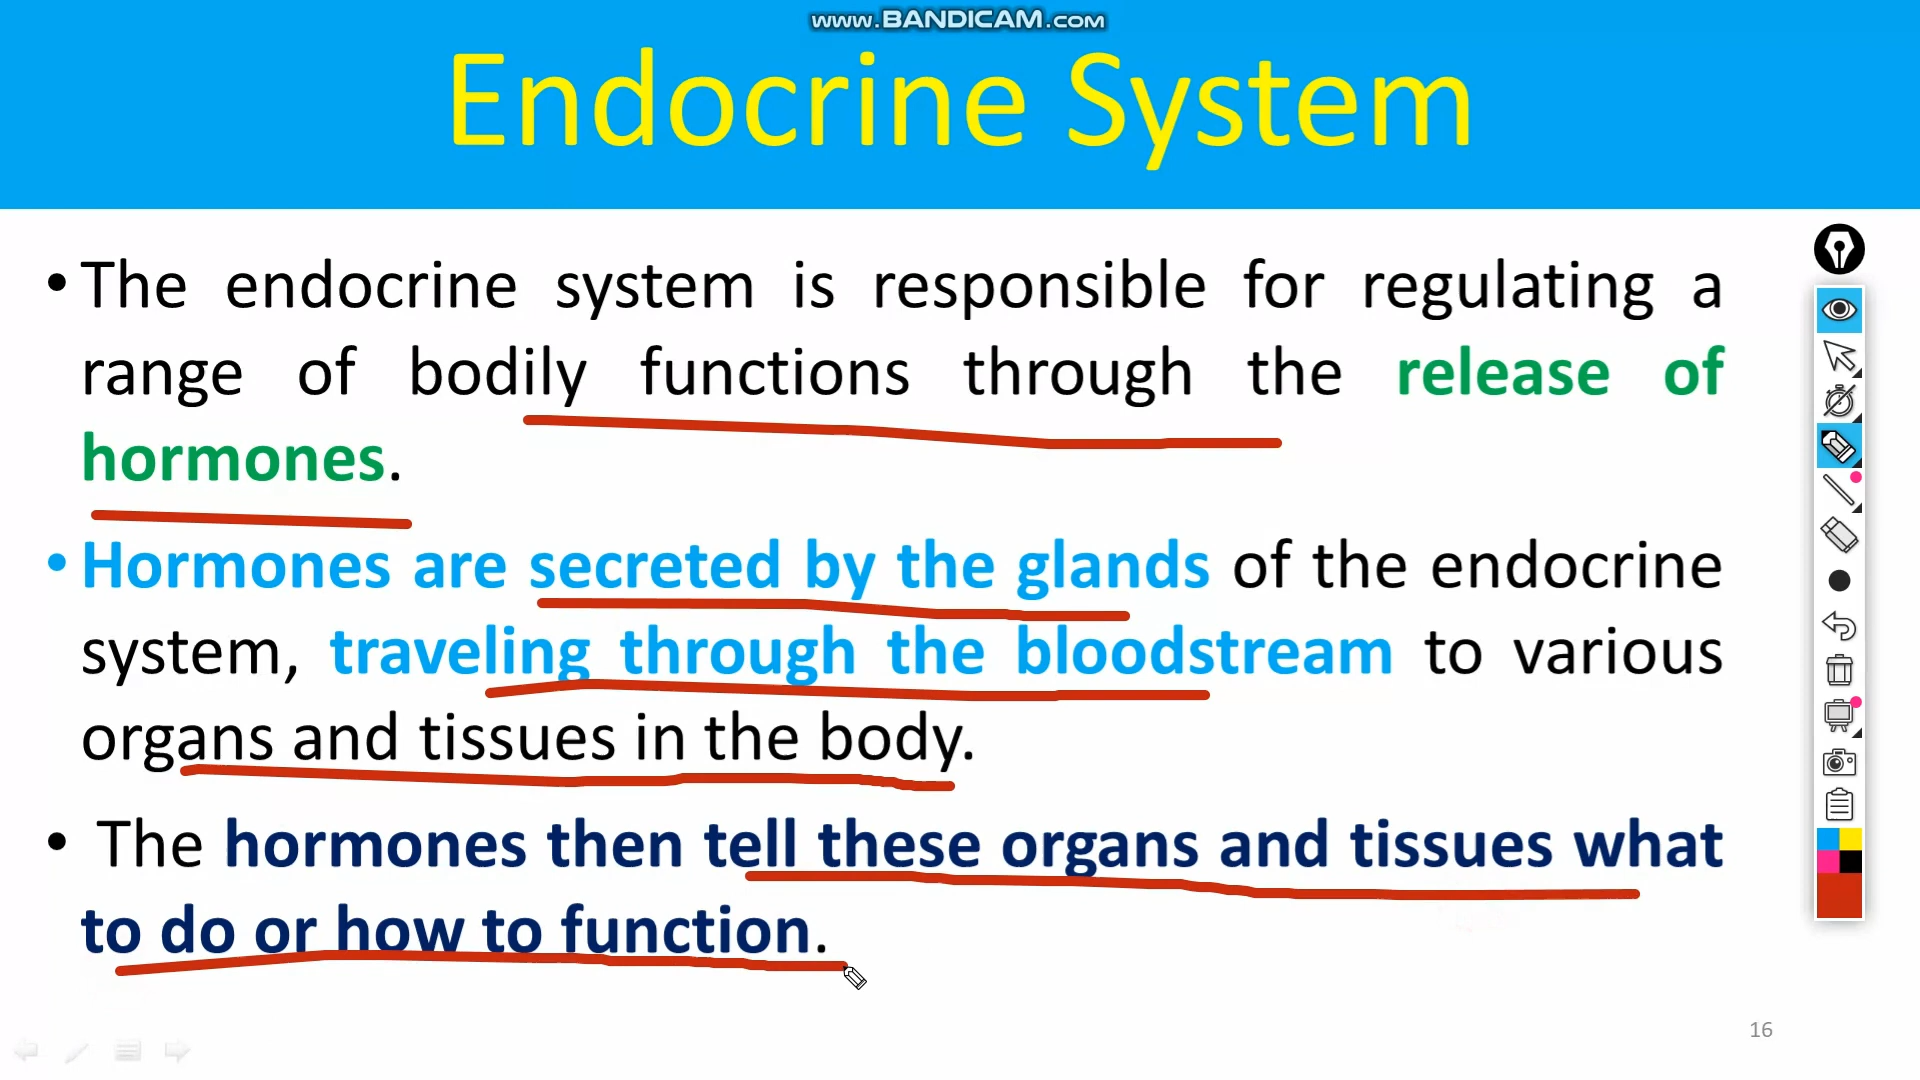 www.BANDICAM.com
Endocrine System
• The endocrine system is responsible for regulating a
range of bodily functions through the release of
hormones.
• Hormones are secreted by the glands of the endocrine
system, traveling through the bloodstream to various
organs and tissues in the body.
• The hormones then tell these organs and tissues what
to do or how to function.
16